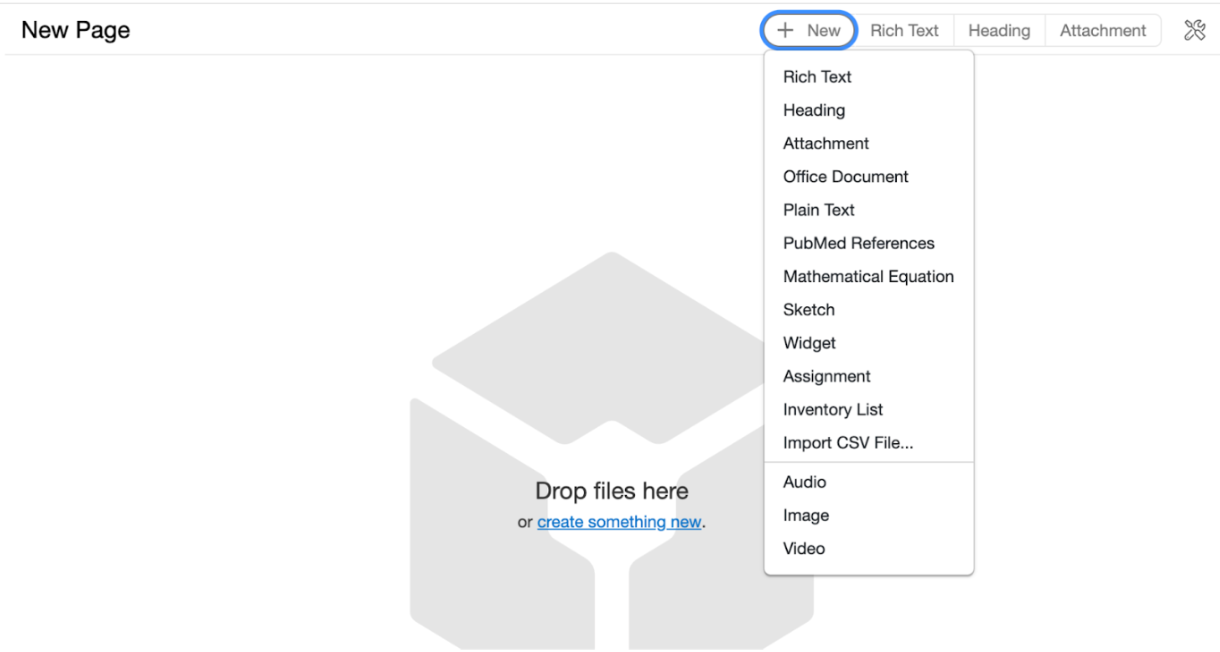 New Page
+ New
Rich Text
Heading
Attachment
Rich Text
Heading
Attachment
Office Document
Plain Text
PubMed References
Mathematical Equation
Sketch
Widget
Assignment
Inventory List
Import CSV File...
Audio
Image
Video
Drop files here
or create something new.